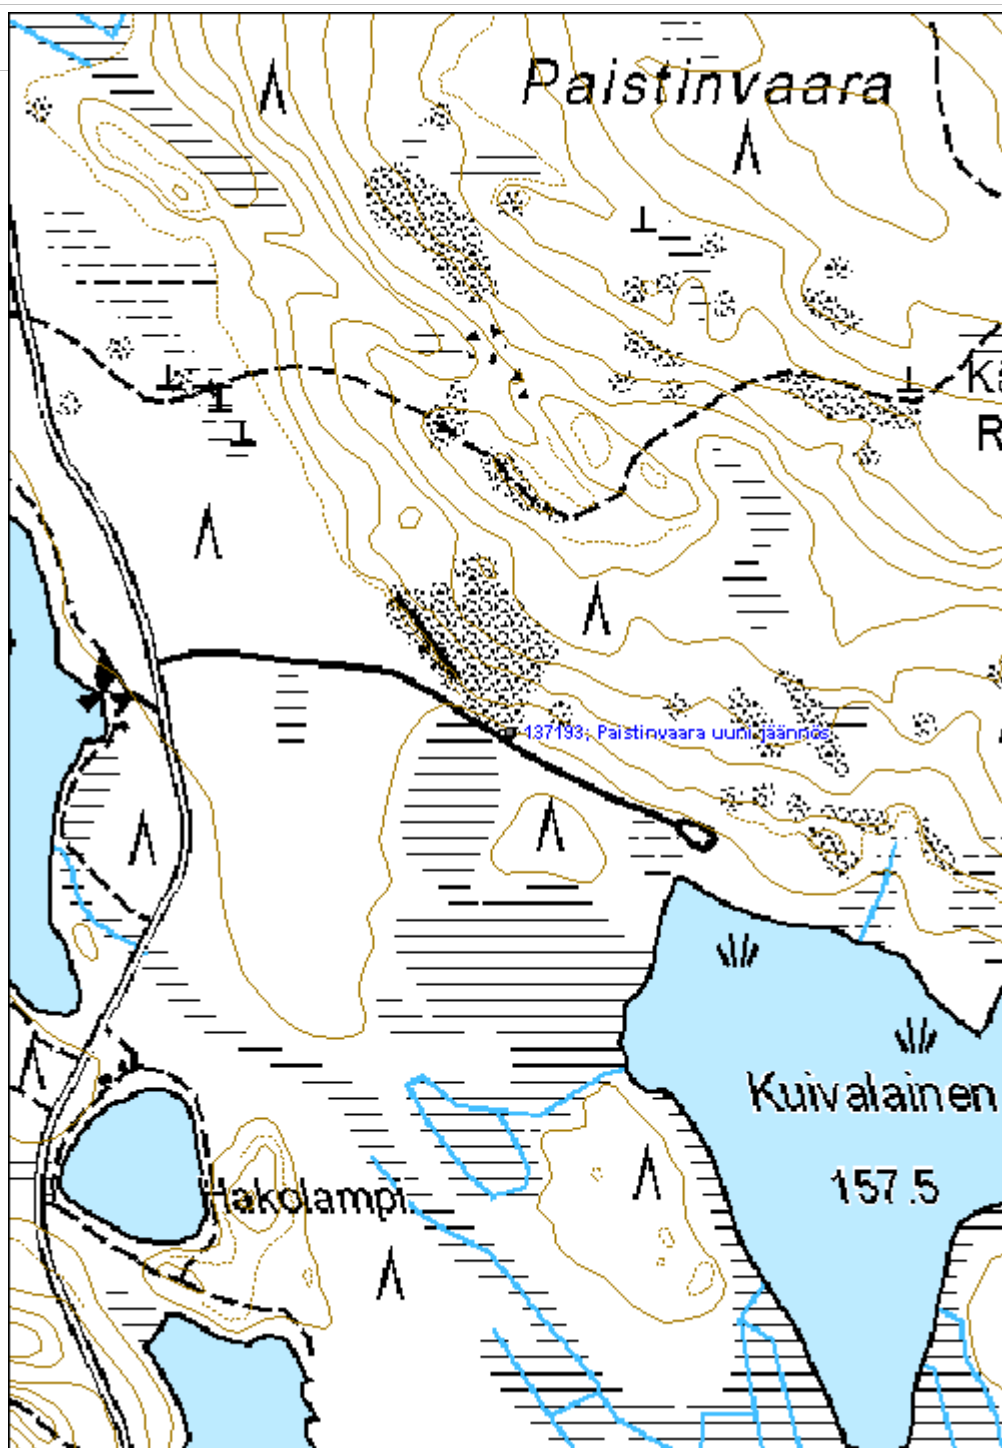 Paistinvaara
R
137193; Paistinvaara uuni jäännös
Kuivalainen
157.5
Hakolampi